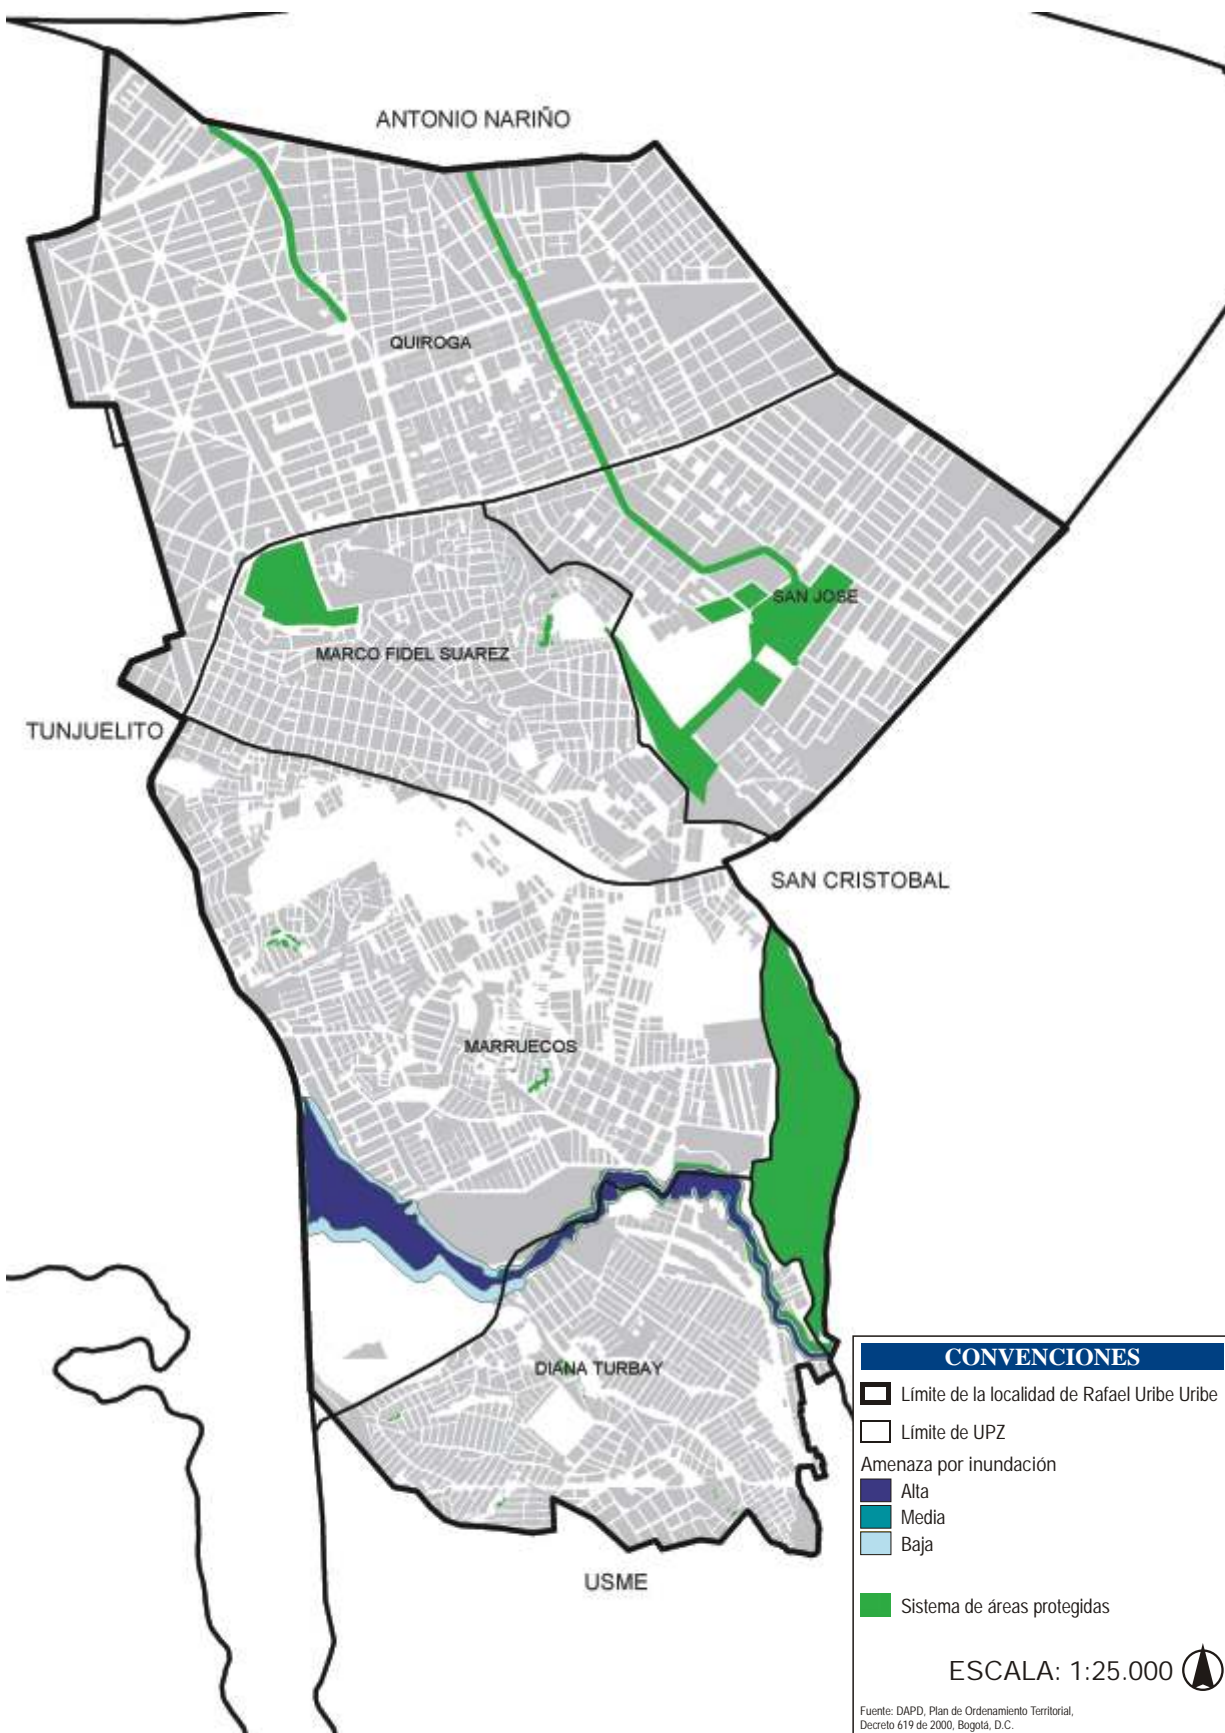 ANTONIO NARIÑO
QUIROGA
SAN JOSE
MARCO FIDEL SUAREZ
TUNJUELITO
SAN CRISTOBAL
MARRUECOS
DIANA TURBAY
USME
CONVENCIONES
Límite de la localidad de Rafael Uribe Uribe
Límite de UPZ
Amenaza por inundación
Alta
Media
Baja
Sistema de áreas protegidas
ESCALA: 1:25.000
Fuente: DAPD, Plan de Ordenamiento Territorial,
Decreto 619 de 2000, Bogotá, D.C.